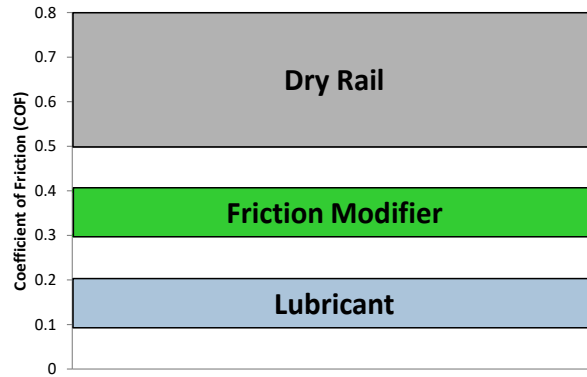 Coefficient of Friction (COF)
0.8
0.7
0.6
0.5
0.4
0.3
0.2
0.1
0
Dry Rail
Friction Modifier
Lubricant